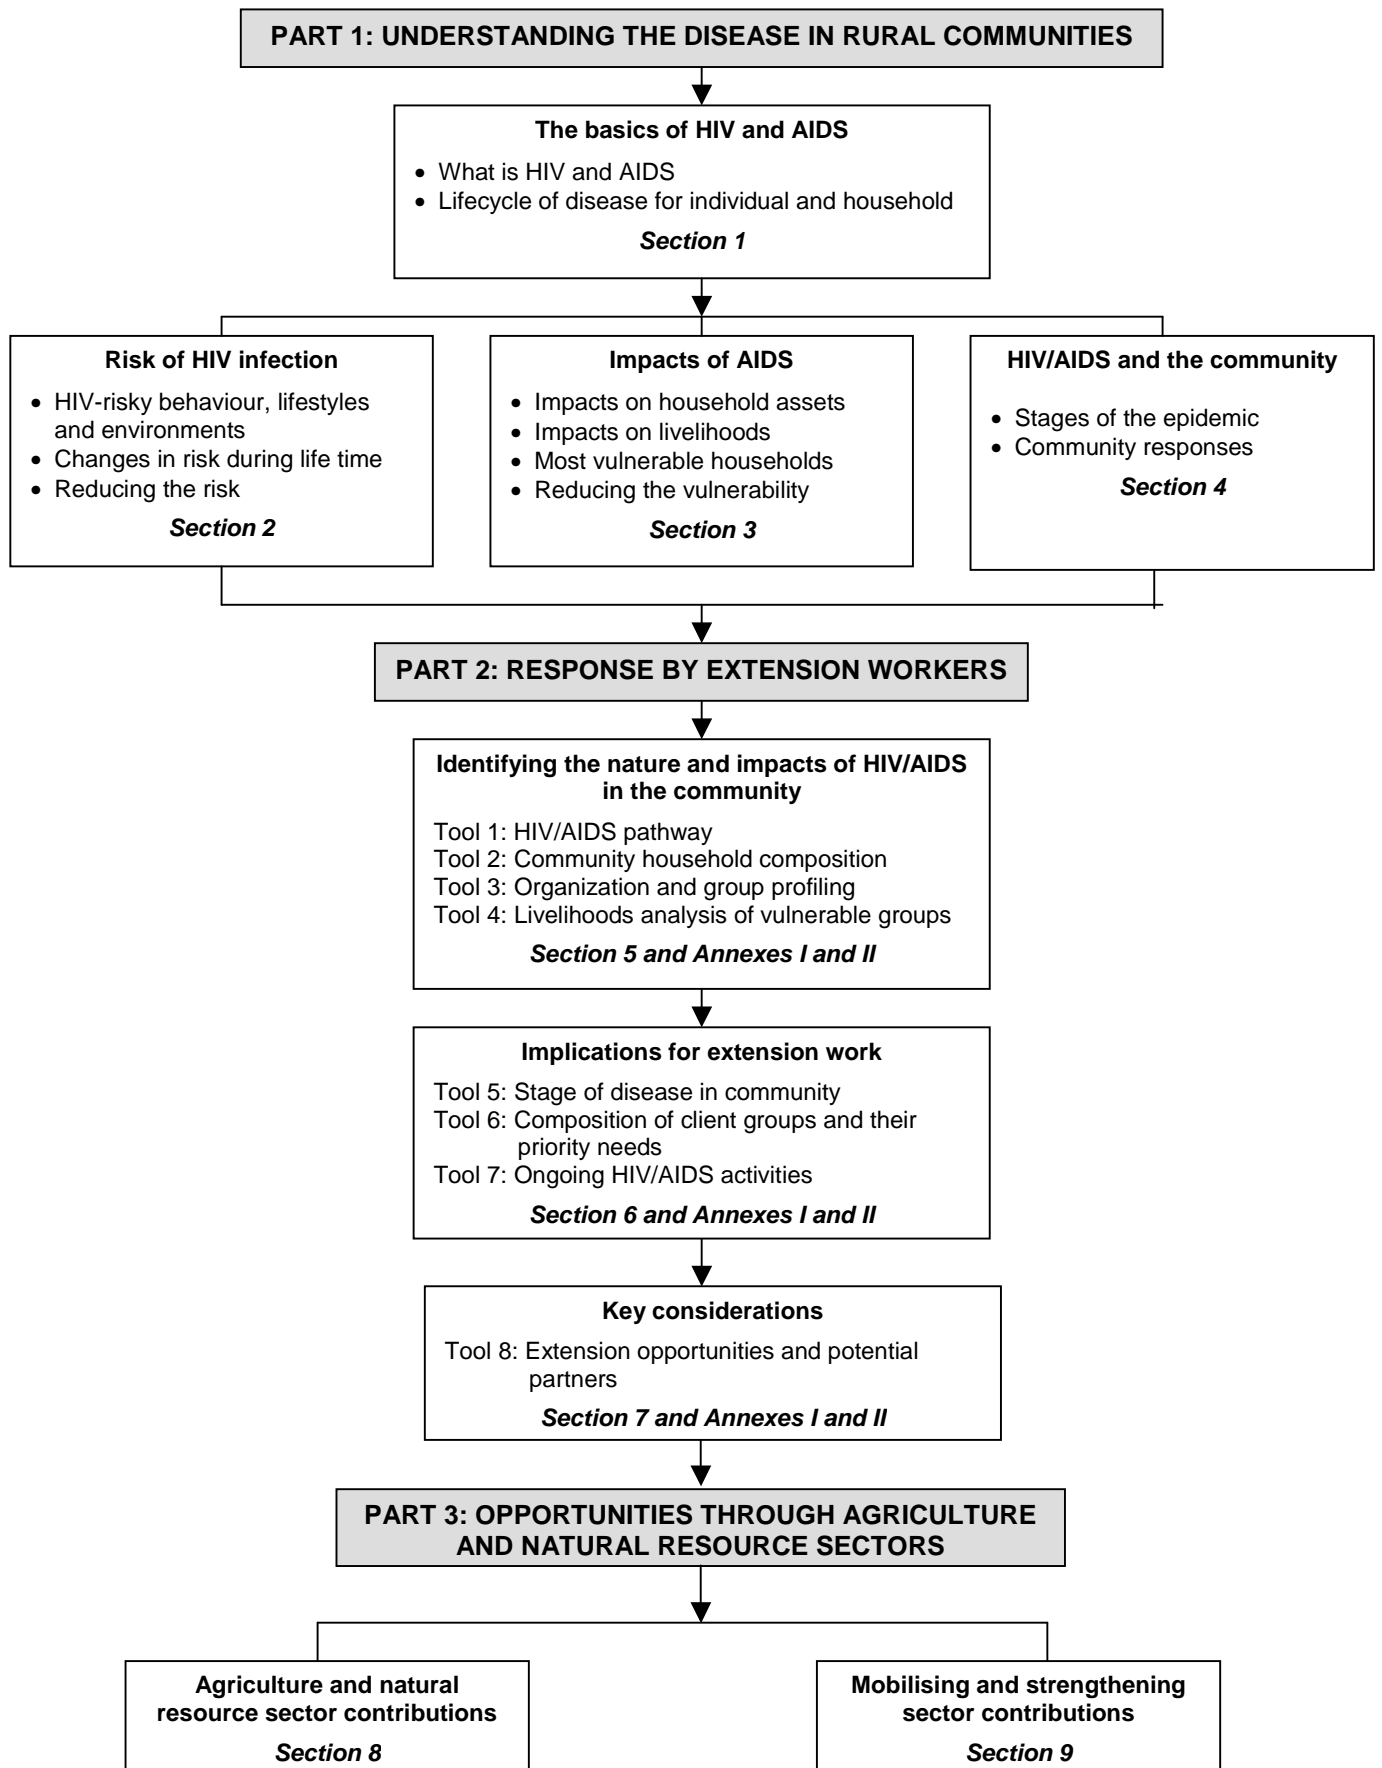 PART 1: UNDERSTANDING THE DISEASE IN RURAL COMMUNITIES
The basics of HIV and AIDS
• What is HIV and AIDS
• Lifecycle of disease for individual and household
Section 1
Risk of HIV infection
• HIV-risky behaviour, lifestyles
and environments
• Changes in risk during life time
• Reducing the risk
Section 2
Impacts of AIDS
• Impacts on household assets
• Impacts on livelihoods
• Most vulnerable households
• Reducing the vulnerability
Section 3
HIV/AIDS and the community
• Stages of the epidemic
• Community responses
Section 4
PART 2: RESPONSE BY EXTENSION WORKERS
Identifying the nature and impacts of HIV/AIDS
in the community
Tool 1: HIV/AIDS pathway
Tool 2: Community household composition
Tool 3: Organization and group profiling
Tool 4: Livelihoods analysis of vulnerable groups
Section 5 and Annexes I and II
Implications for extension work
Tool 5: Stage of disease in community
Tool 6: Composition of client groups and their
priority needs
Tool 7: Ongoing HIV/AIDS activities
Section 6 and Annexes I and II
Key considerations
Tool 8: Extension opportunities and potential
partners
Section 7 and Annexes I and II
PART 3: OPPORTUNITIES THROUGH AGRICULTURE
AND NATURAL RESOURCE SECTORS
Agriculture and natural
resource sector contributions
Section 8
Mobilising and strengthening
sector contributions
Section 9